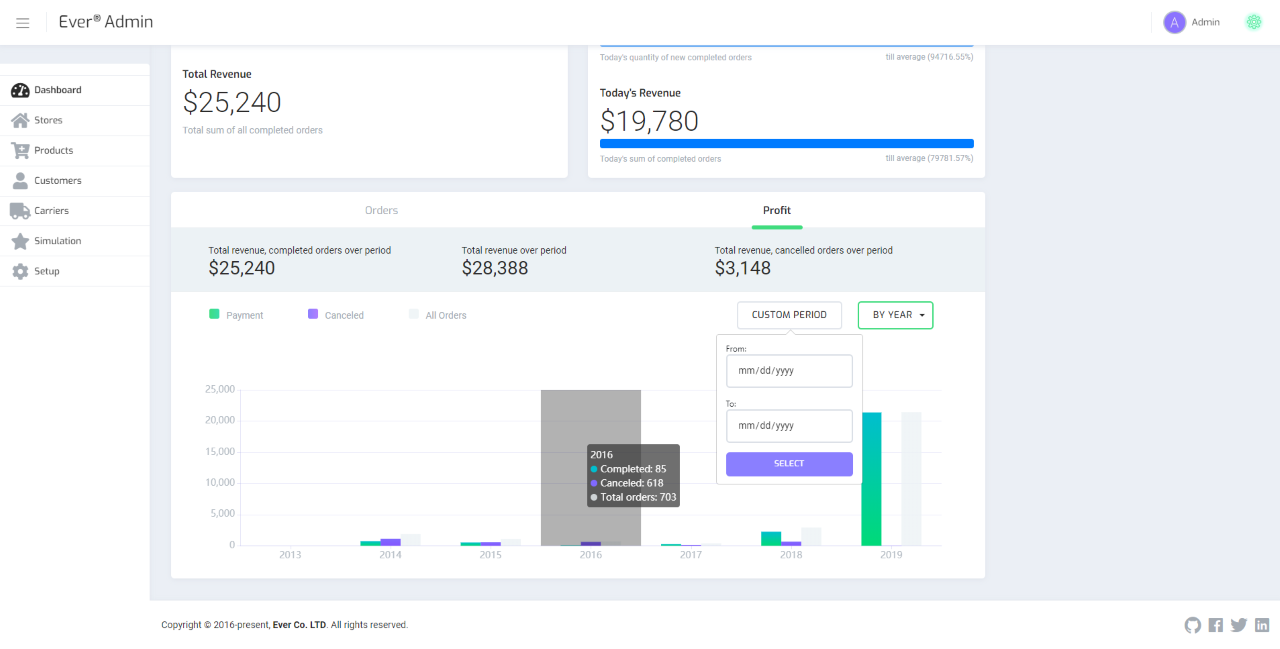 Ever® Admin
A Admin
Dashboard
Stores
Products
Customers
Carriers
Simulation
Setup
Total Revenue
$25,240
Total sum of all completed orders
Today's quantity of new completed orders till average (94716.55%)
Today's Revenue
$19,780
Today's sum of completed orders till average (79781.57%)
Orders Profit
Total revenue, completed orders over period
$25,240
Total revenue over period
$28,388
Total revenue, cancelled orders over period
$3,148
Payment Canceled All Orders
CUSTOM PERIOD BY YEAR
From:
mm/dd/yyyy
To:
mm/dd/yyyy
SELECT
25,000
20,000
15,000
10,000
5,000
0
2016
Completed: 85
Canceled: 618
Total orders: 703
2013 2014 2015 2016 2017 2018 2019
Copyright © 2016-present, Ever Co. LTD. All rights reserved.